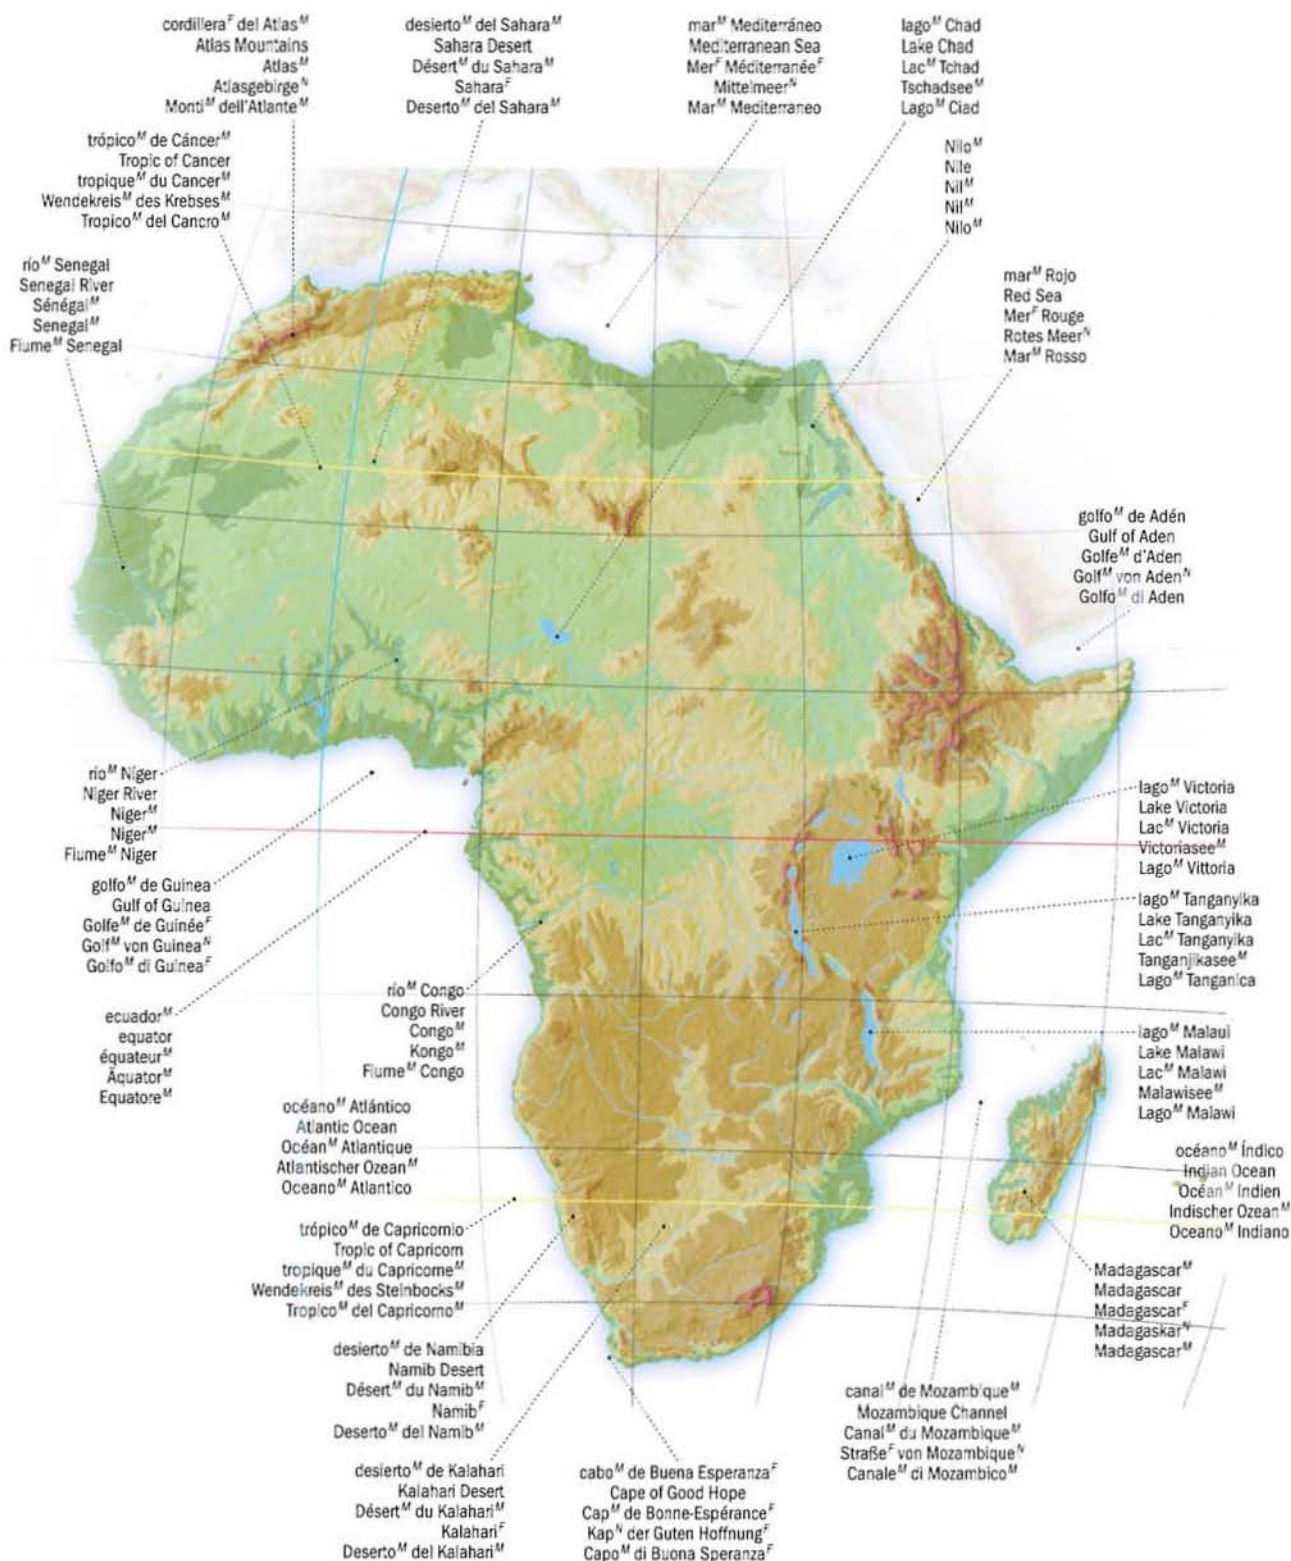 cordillera^F del Atlas^M
Atlas Mountains
Atlas^M
Atlasgebirge^N
Monti^M dell'Atlante^M
desierto^M del Sahara^M
Sahara Desert
Désert^M du Sahara^M
Sahara^F
Deserto^M del Sahara^M
mar^M Mediterráneo
Mediterranean Sea
Mer^F Méditerranée^F
Mittelmeer^N
Mar^M Mediterraneo
lago^M Chad
Lake Chad
Lac^M Tchad
Tschadsee^M
Lago^M Ciad
trópico^M de Cáncer^M
Tropic of Cancer
tropique^M du Cancer^M
Wendekreis^M des Krebses^M
Tropico^M del Cancro^M
Nilo^M
Nile
Nil^M
Nil^M
Nilo^M
río^M Senegal
Senegal River
Sénégal^M
Senegal^M
Fiume^M Senegal
mar^M Rojo
Red Sea
Mer^F Rouge
Rotes Meer^N
Mar^M Rosso
golfo^M de Adén
Gulf of Aden
Golfe^M d'Aden
Golf^M von Aden^N
Golfo^M di Aden
río^M Níger
Niger River
Niger^M
Niger^M
Fiume^M Niger
lago^M Victoria
Lake Victoria
Lac^M Victoria
Victoriasee^M
Lago^M Vittoria
golfo^M de Guinea
Gulf of Guinea
Golfe^M de Guinée^F
Golf^M von Guinea^N
Golfo^M di Guinea^F
lago^M Tanganyika
Lake Tanganyika
Lac^M Tanganyika
Tanganjikasee^M
Lago^M Tanganica
ecuador^M
equator
équateur^M
Äquator^M
Equatore^M
río^M Congo
Congo River
Congo^M
Kongo^M
Fiume^M Congo
lago^M Malaui
Lake Malawi
Lac^M Malawi
Malawisee^M
Lago^M Malawi
océano^M Atlántico
Atlantic Ocean
Océan^M Atlantique
Atlantischer Ozean^M
Oceano^M Atlantico
océano^M Índico
Indian Ocean
Océan^M Indien
Indischer Ozean^M
Oceano^M Indiano
trópico^M de Capricornio
Tropic of Capricorn
tropique^M du Capricorne^M
Wendekreis^M des Steinbocks^M
Tropico^M del Capricorno^M
Madagascar^M
Madagascar
Madagascar^F
Madagaskar^N
Madagascar^M
desierto^M de Namibia
Namib Desert
Désert^M du Namib^M
Namib^F
Deserto^M del Namib^M
canal^M de Mozambique^M
Mozambique Channel
Canal^M du Mozambique^M
Straße^F von Mozambique^N
Canale^M di Mozambico^M
desierto^M de Kalahari
Kalahari Desert
Désert^M du Kalahari^M
Kalahari^F
Deserto^M del Kalahari^M
cabo^M de Buena Esperanza^F
Cape of Good Hope
Cap^M de Bonne-Espérance^F
Kap^N der Guten Hoffnung^F
Capo^M di Buona Speranza^F